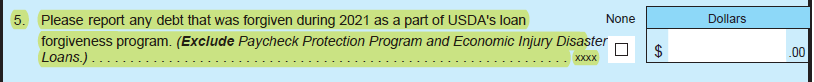 5. Please report any debt that was forgiven during 2021 as a part of USDA's loan None Dollars
forgiveness program. (Exclude Paycheck Protection Program and Economic Injury Disaster
Loans.) . . . . . . . . . . . . . . . . . . . . . . . . . . . . . . . . . . . . . . . . . . . . . . . . . . . . . . . . . . . . xxxx $ .00